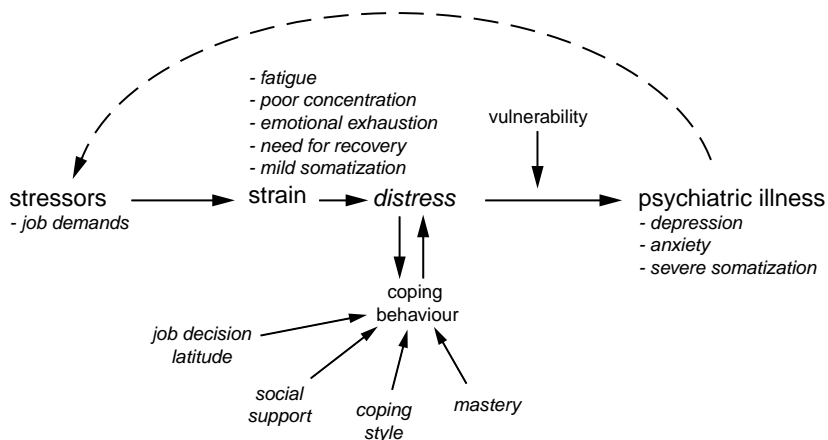 - fatigue
- poor concentration
- emotional exhaustion
- need for recovery
- mild somatization
vulnerability
stressors
- job demands
strain
distress
psychiatric illness
- depression
- anxiety
- severe somatization
coping
behaviour
job decision
latitude
social
support
coping
style
mastery